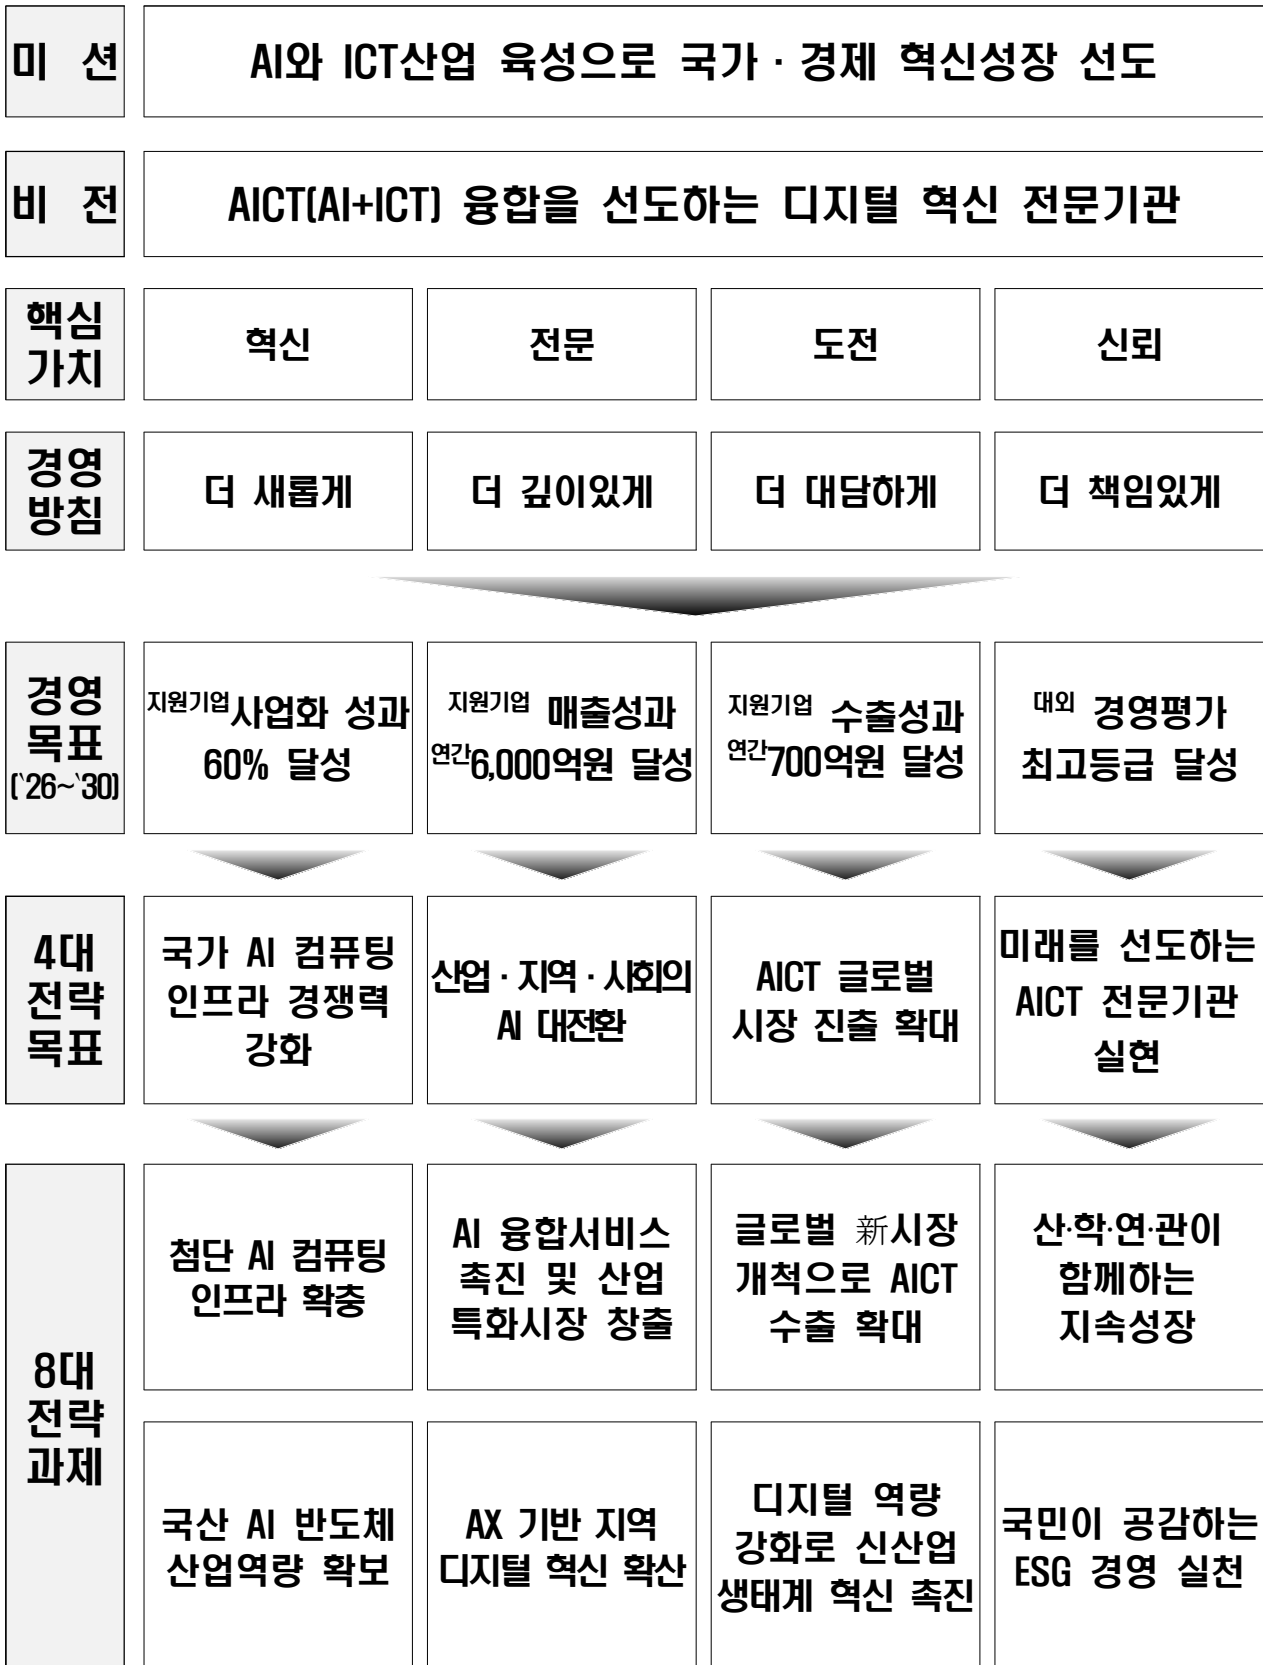 미 션
AI와 ICT산업 육성으로 국가·경제 혁신성장 선도
비 전
AICT(AI+ICT) 융합을 선도하는 디지털 혁신 전문기관
핵심
가치
혁신
전문
도전
신뢰
경영
방침
더 새롭게
더 깊이있게
더 대담하게
더 책임있게
경영
목표
(`26~`30)
지원기업 사업화 성과
60% 달성
지원기업 매출성과
연간 6,000억원 달성
지원기업 수출성과
연간 700억원 달성
대외 경영평가
최고등급 달성
4대
전략
목표
국가 AI 컴퓨팅
인프라 경쟁력
강화
산업·지역·사회의
AI 대전환
AICT 글로벌
시장 진출 확대
미래를 선도하는
AICT 전문기관
실현
8대
전략
과제
첨단 AI 컴퓨팅
인프라 확충
AI 융합서비스
촉진 및 산업
특화시장 창출
글로벌 新시장
개척으로 AICT
수출 확대
산·학·연·관이
함께하는
지속성장
국산 AI 반도체
산업역량 확보
AX 기반 지역
디지털 혁신 확산
디지털 역량
강화로 신산업
생태계 혁신 촉진
국민이 공감하는
ESG 경영 실천